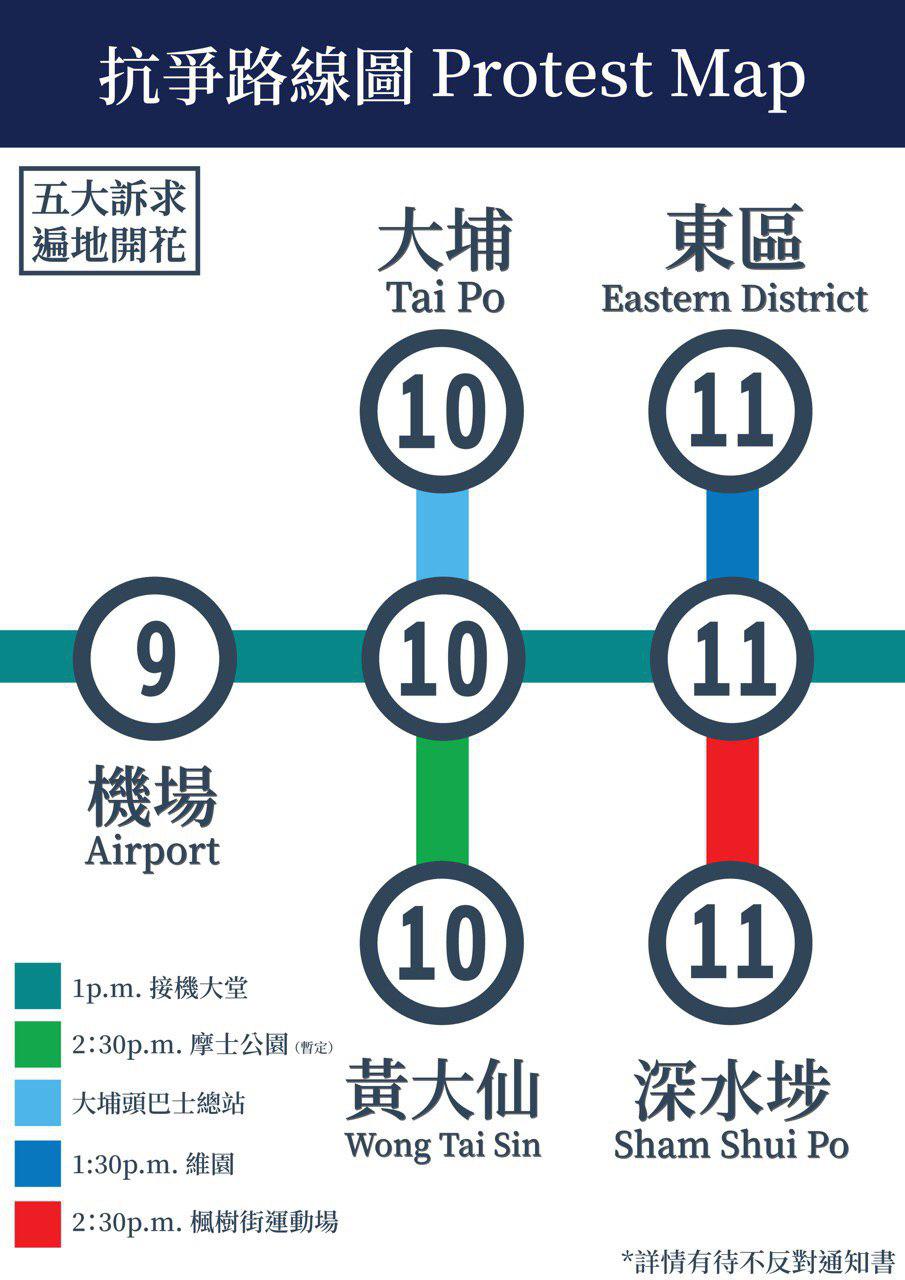 抗爭路線圖 Protest Map
五大訴求
遍地開花
大埔
Tai Po
東區
Eastern District
10
11
9
10
11
機場
Airport
10
11
黃大仙
Wong Tai Sin
深水埗
Sham Shui Po
1p.m. 接機大堂
2:30p.m. 摩士公園 (暫定)
大埔頭巴士總站
1:30p.m. 維園
2:30p.m. 楓樹街運動場
*詳情有待不反對通知書